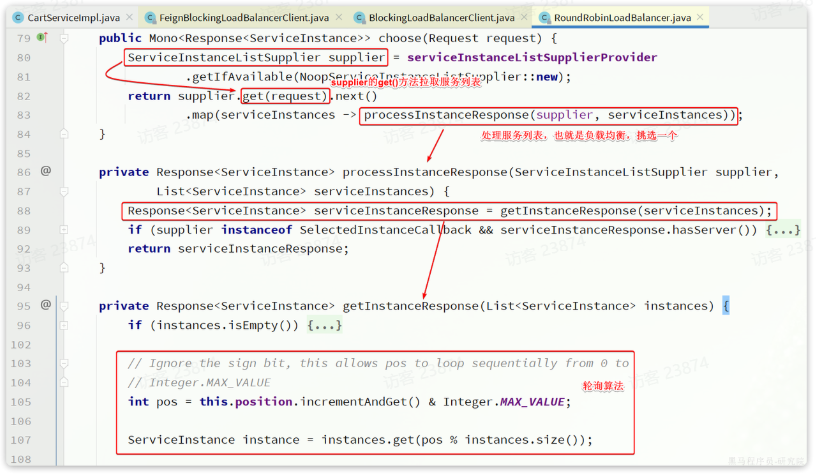 CartServiceImpl.java × FeignBlockingLoadBalancerClient.java × BlockingLoadBalancerClient.java × RoundRobinLoadBalancer.java ×
79 public Mono<Response<ServiceInstance>> choose(Request request) {
80 ServiceInstanceListSupplier supplier = serviceInstanceListSupplierProvider
81 .getIfAvailable(NoopServiceInstanceListSupplier::new);
supplier的get()方法拉取服务列表
82 return supplier.get(request).next()
83 .map(serviceInstances -> processInstanceResponse(supplier, serviceInstances));
84 }
处理服务列表，也就是负载均衡，挑选一个
85
86 @ private Response<ServiceInstance> processInstanceResponse(ServiceInstanceListSupplier supplier,
87 List<ServiceInstance> serviceInstances) {
88 Response<ServiceInstance> serviceInstanceResponse = getInstanceResponse(serviceInstances);
89 if (supplier instanceof SelectedInstanceCallback && serviceInstanceResponse.hasServer()) {...}
92 return serviceInstanceResponse;
93 }
94
95 @ private Response<ServiceInstance> getInstanceResponse(List<ServiceInstance> instances) {
96 if (instances.isEmpty()) {...}
102
103 // Ignore the sign bit, this allows pos to loop sequentially from 0 to
104 // Integer.MAX_VALUE
轮询算法
105 int pos = this.position.incrementAndGet() & Integer.MAX_VALUE;
106
107 ServiceInstance instance = instances.get(pos % instances.size());
108
访客 23874